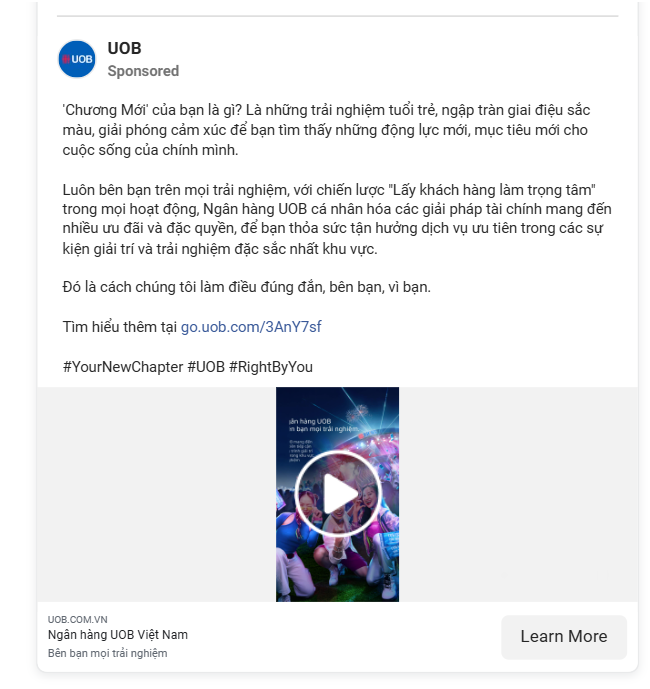 UOB
UOB
Sponsored
'Chương Mới' của bạn là gì? Là những trải nghiệm tuổi trẻ, ngập tràn giai điệu sắc
màu, giải phóng cảm xúc để bạn tìm thấy những động lực mới, mục tiêu mới cho
cuộc sống của chính mình.
Luôn bên bạn trên mọi trải nghiệm, với chiến lược "Lấy khách hàng làm trọng tâm"
trong mọi hoạt động, Ngân hàng UOB cá nhân hóa các giải pháp tài chính mang đến
nhiều ưu đãi và đặc quyền, để bạn thỏa sức tận hưởng dịch vụ ưu tiên trong các sự
kiện giải trí và trải nghiệm đặc sắc nhất khu vực.
Đó là cách chúng tôi làm điều đúng đắn, bên bạn, vì bạn.
Tìm hiểu thêm tại go.uob.com/3AnY7sf
#YourNewChapter #UOB #RightByYou
ân hàng UOB
n bạn mọi trải nghiệm
UOB.COM.VN
Ngân hàng UOB Việt Nam
Bên bạn mọi trải nghiệm
Learn More